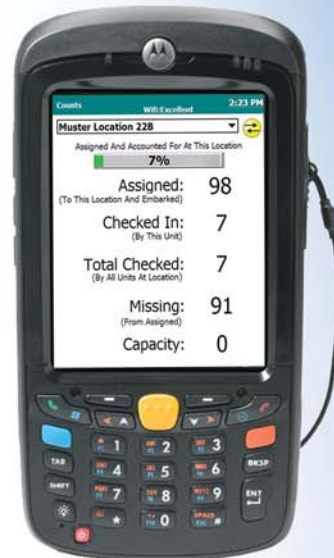 Counts
Wifi:Excellent
2:23 PM
Muster Location 22B
Assigned And Accounted For At This Location
7%
Assigned: 98
(To This Location And Embarked)
Checked In: 7
(By This Unit)
Total Checked: 7
(By All Units At Location)
Missing: 91
(From Assigned)
Capacity: 0
1 2 3
TAB 4 5 6 BKSP
SHIFT 7 8 9 ENT
* 0 SPACE #